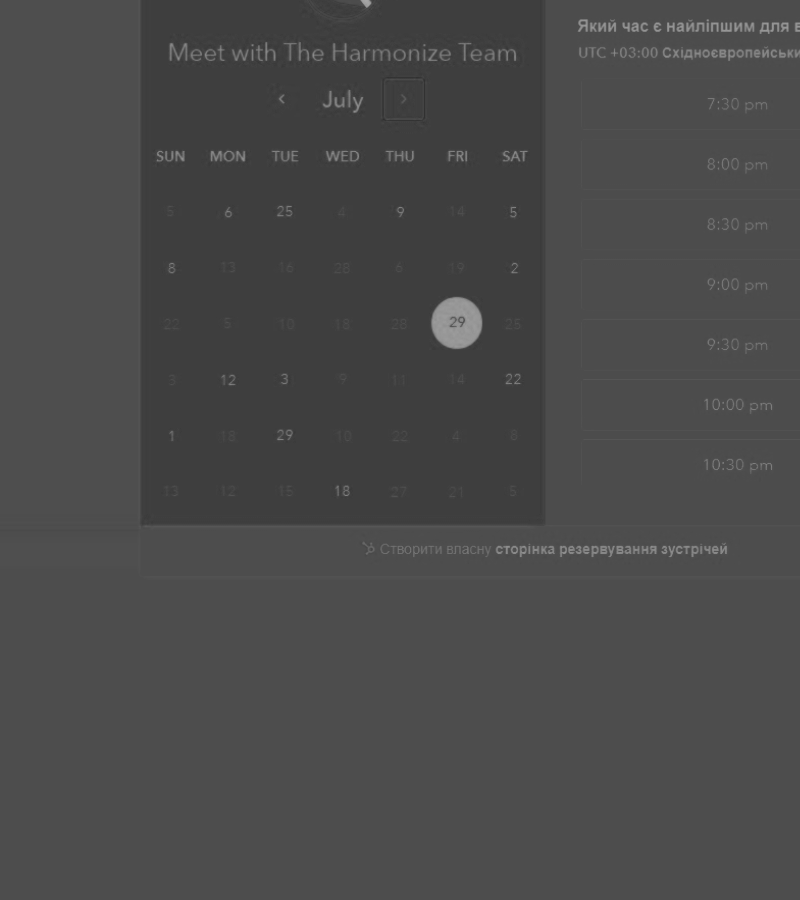 Meet with The Harmonize Team
July
SUN MON TUE WED THU FRI SAT
5 6 25 4 9 14 5
8 13 16 28 6 19 2
22 5 10 18 28 29 25
3 12 3 9 11 14 22
1 18 29 10 22 4 8
13 12 15 18 27 21 5
Який час є найліпшим для
UTC +03:00 Східноєвропейськи
7:30 pm
8:00 pm
8:30 pm
9:00 pm
9:30 pm
10:00 pm
10:30 pm
Створити власну сторінка резервування зустрічей